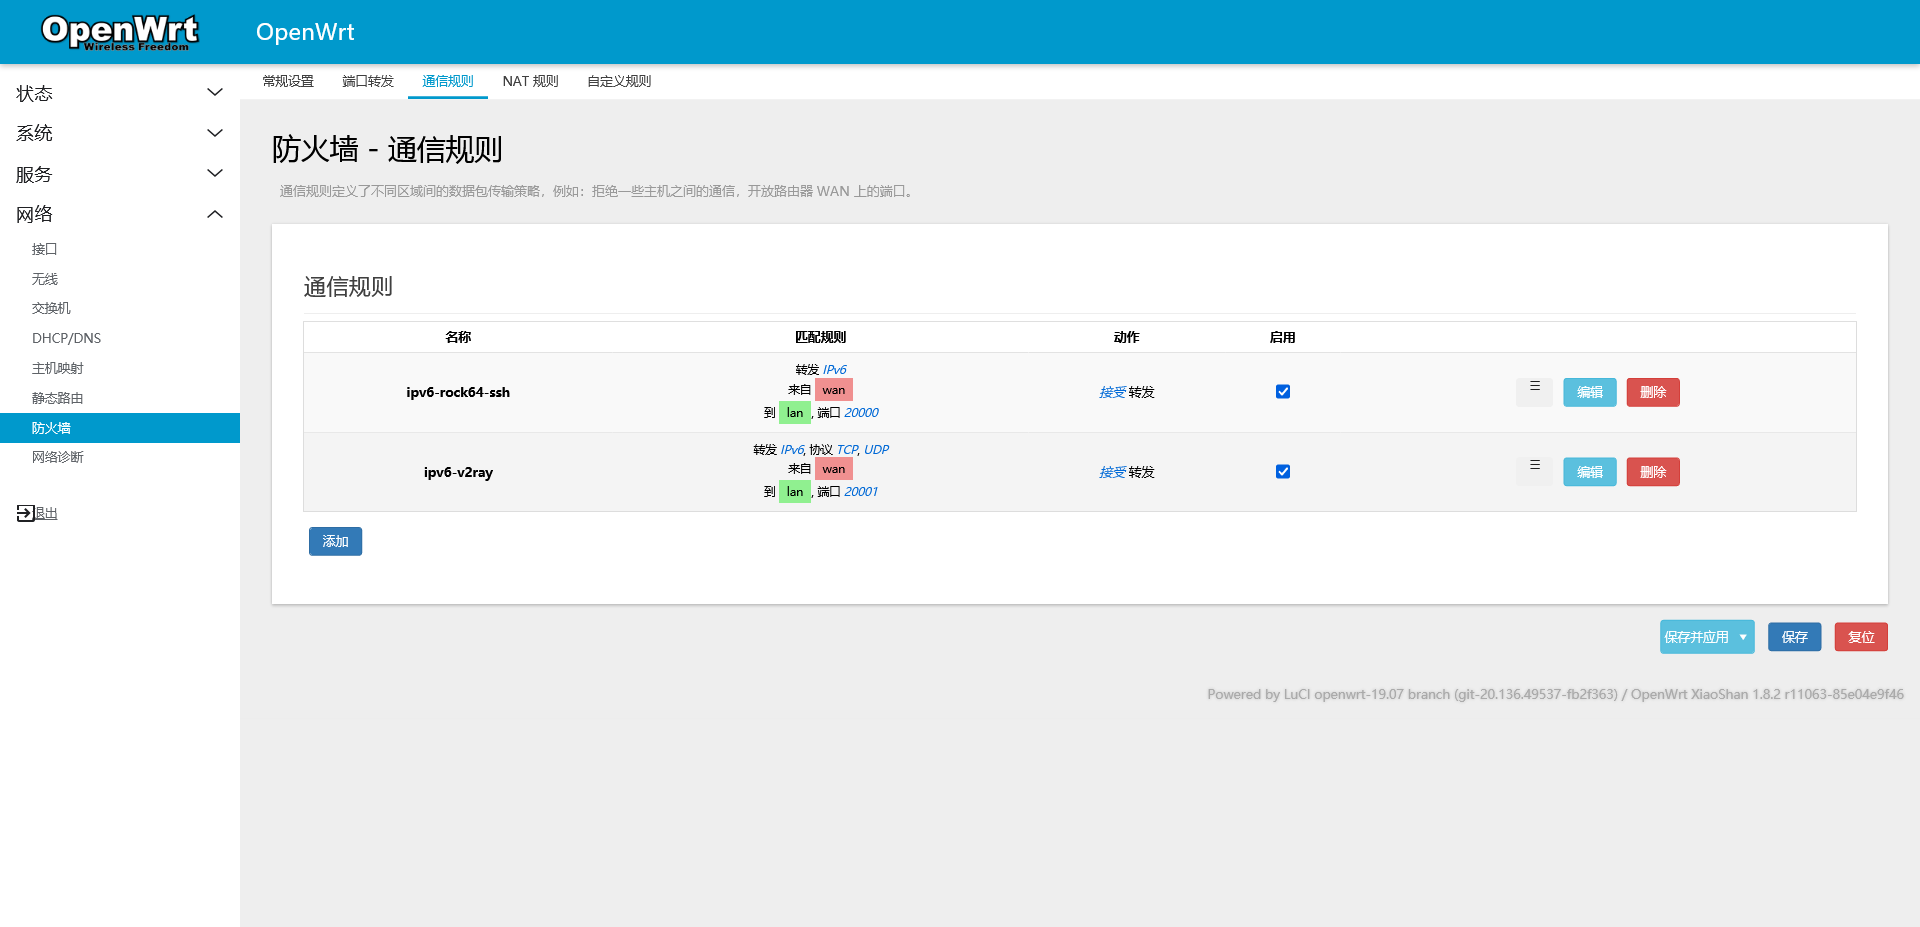 OpenWrt
Wireless Freedom
OpenWrt
状态
系统
服务
网络
接口
无线
交换机
DHCP/DNS
主机映射
静态路由
防火墙
网络诊断
退出
常规设置 端口转发 通信规则 NAT 规则 自定义规则
防火墙 - 通信规则
通信规则定义了不同区域间的数据包传输策略，例如：拒绝一些主机之间的通信，开放路由器 WAN 上的端口。
通信规则
名称 匹配规则 动作 启用
ipv6-rock64-ssh
转发 IPv6
来自 wan
到 lan, 端口 20000
接受 转发
☰ 编辑 删除
ipv6-v2ray
转发 IPv6, 协议 TCP, UDP
来自 wan
到 lan, 端口 20001
接受 转发
☰ 编辑 删除
添加
保存并应用 保存 复位
Powered by LuCI openwrt-19.07 branch (git-20.136.49537-fb2f363) / OpenWrt XiaoShan 1.8.2 r11063-85e04e9f46